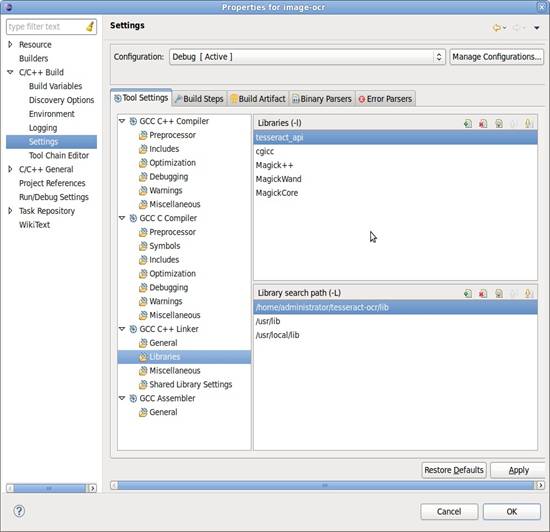 Properties for image-ocr
type filter text
Resource
Builders
C/C++ Build
Build Variables
Discovery Options
Environment
Logging
Settings
Tool Chain Editor
C/C++ General
Project References
Run/Debug Settings
Task Repository
WikiText
Settings
Configuration: Debug [ Active ] Manage Configurations...
Tool Settings Build Steps Build Artifact Binary Parsers Error Parsers
GCC C++ Compiler
Preprocessor
Includes
Optimization
Debugging
Warnings
Miscellaneous
GCC C Compiler
Preprocessor
Symbols
Includes
Optimization
Debugging
Warnings
Miscellaneous
GCC C++ Linker
General
Libraries
Miscellaneous
Shared Library Settings
GCC Assembler
General
Libraries (-l)
tesseract_api
cgicc
Magick++
MagickWand
MagickCore
Library search path (-L)
/home/administrator/tesseract-ocr/lib
/usr/lib
/usr/local/lib
Restore Defaults Apply
Cancel OK